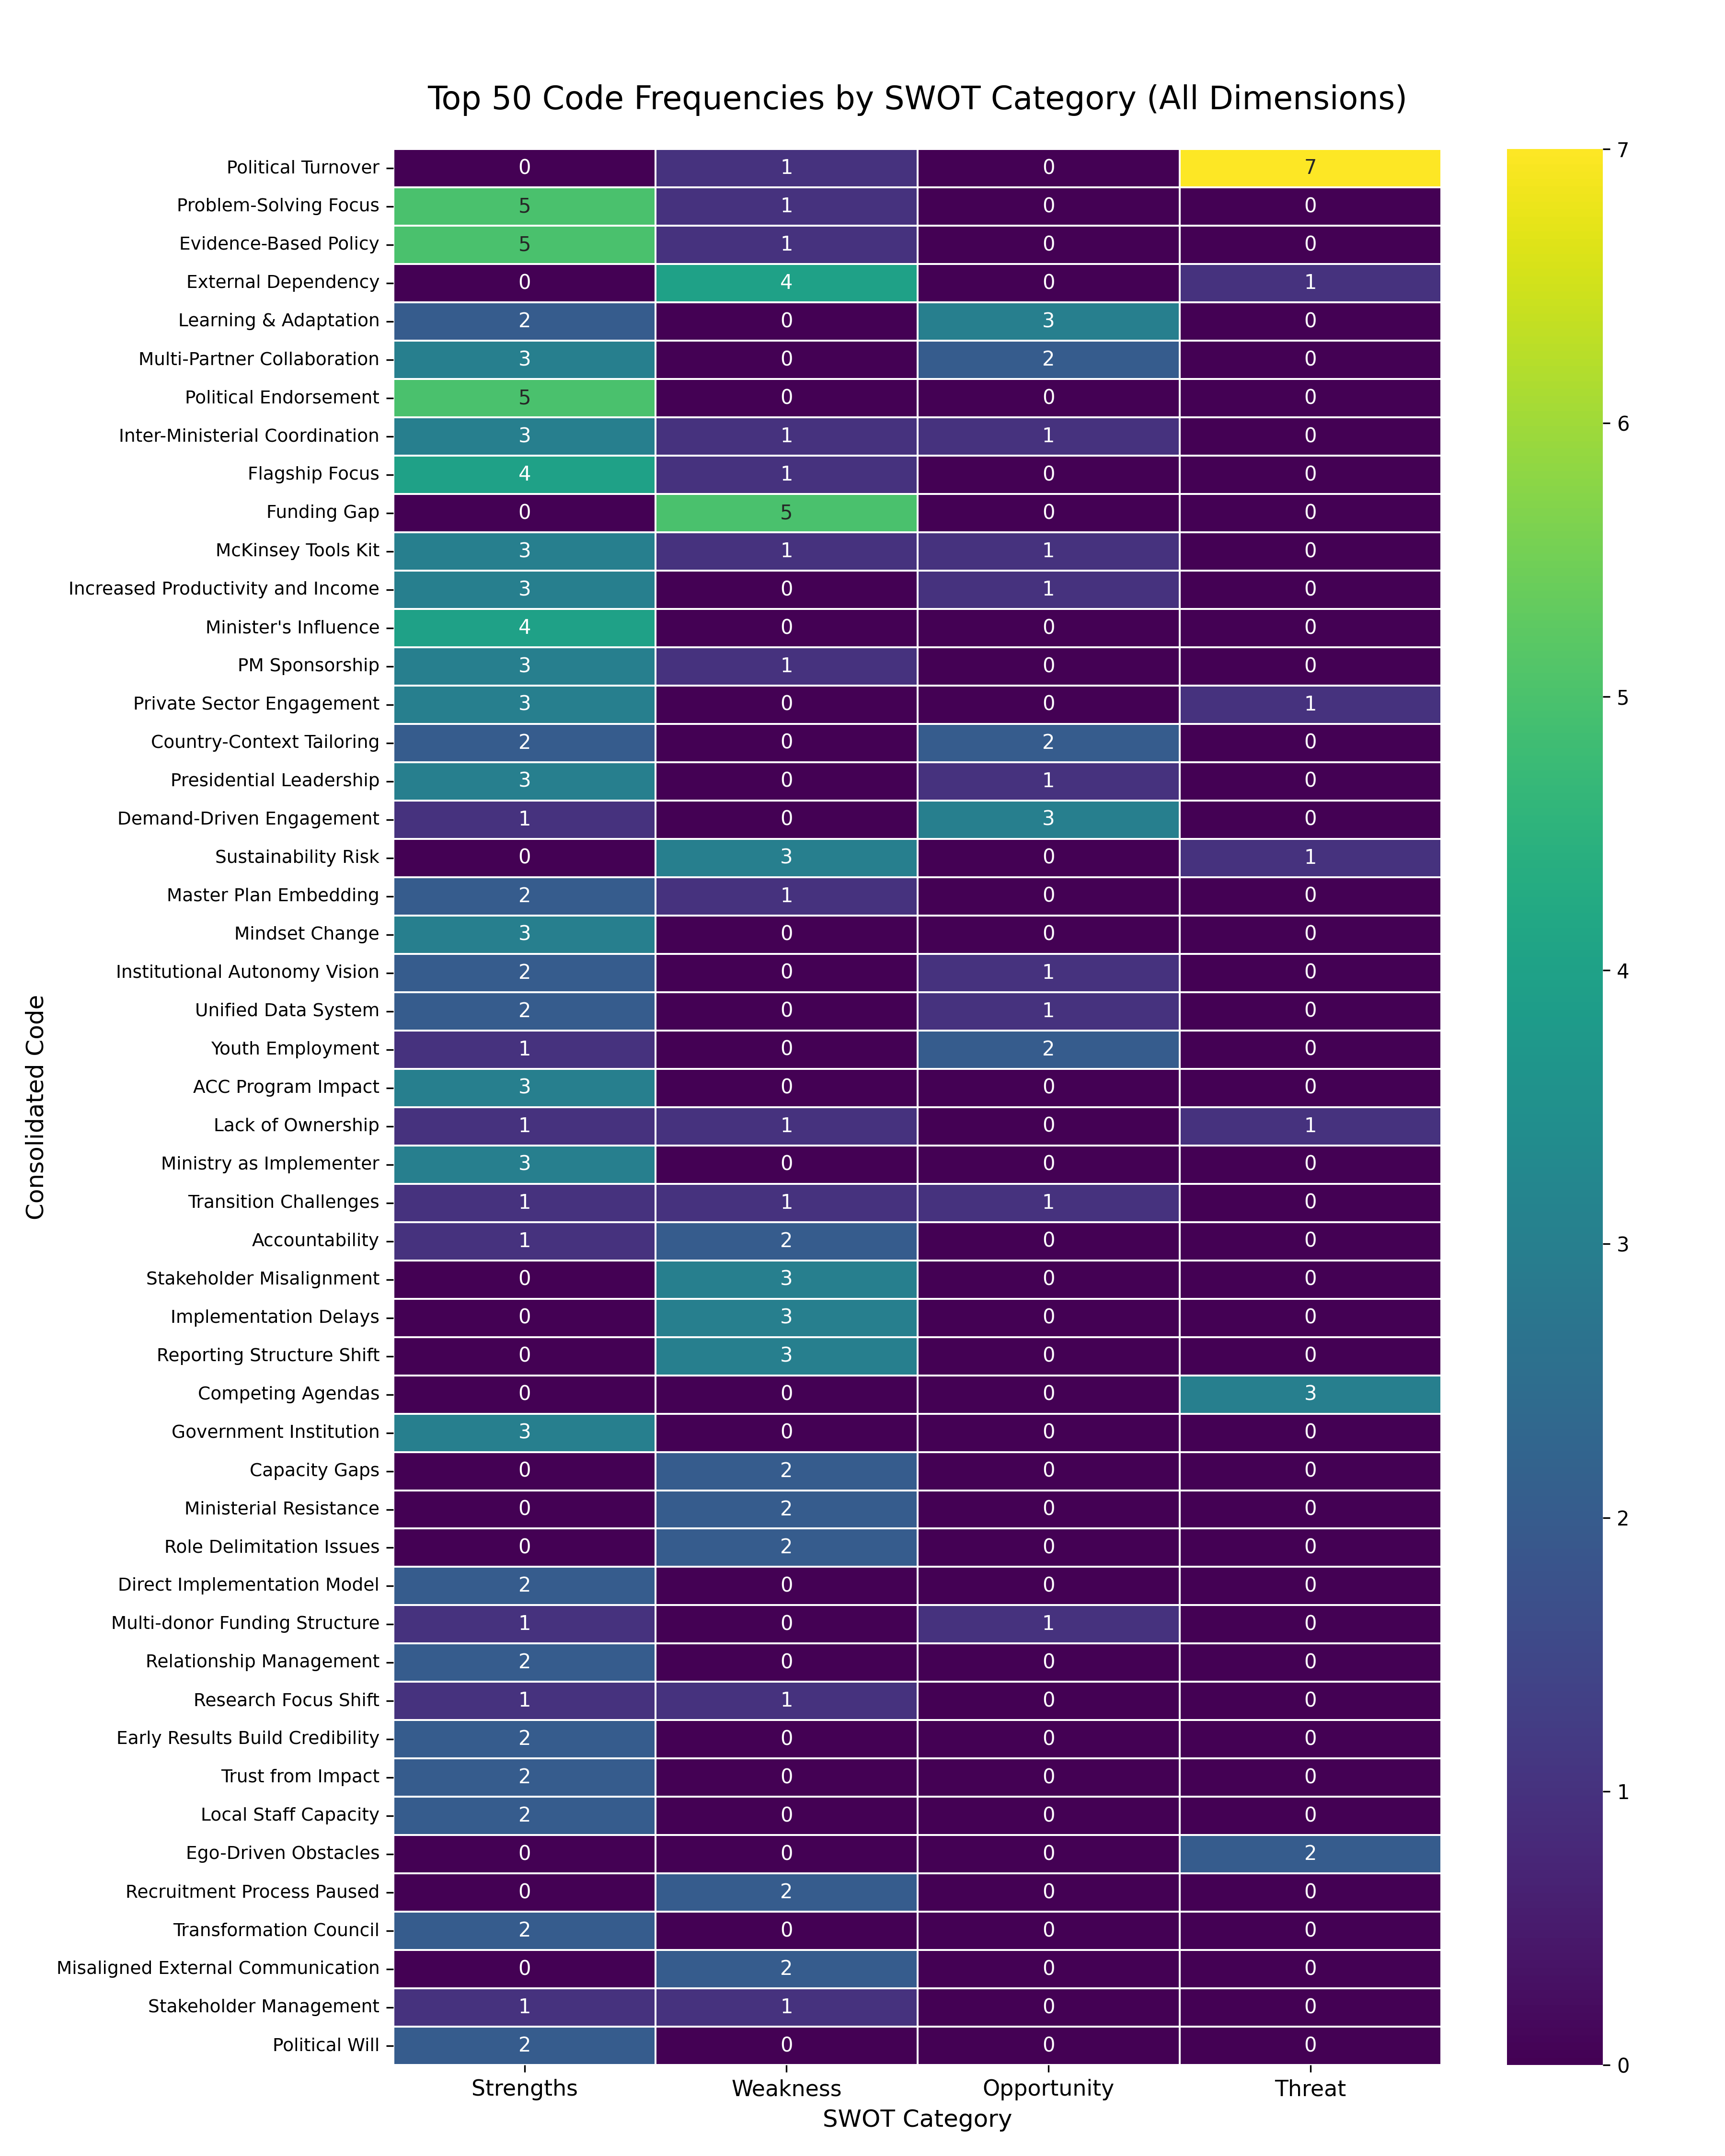 Top 50 Code Frequencies by SWOT Category (All Dimensions)
Political Turnover 0 1 0 7
Problem-Solving Focus 5 1 0 0
Evidence-Based Policy 5 1 0 0
External Dependency 0 4 0 1
Learning & Adaptation 2 0 3 0
Multi-Partner Collaboration 3 0 2 0
Political Endorsement 5 0 0 0
Inter-Ministerial Coordination 3 1 1 0
Flagship Focus 4 1 0 0
Funding Gap 0 5 0 0
McKinsey Tools Kit 3 1 1 0
Increased Productivity and Income 3 0 1 0
Minister's Influence 4 0 0 0
PM Sponsorship 3 1 0 0
Private Sector Engagement 3 0 0 1
Country-Context Tailoring 2 0 2 0
Presidential Leadership 3 0 1 0
Demand-Driven Engagement 1 0 3 0
Sustainability Risk 0 3 0 1
Master Plan Embedding 2 1 0 0
Mindset Change 3 0 0 0
Institutional Autonomy Vision 2 0 1 0
Unified Data System 2 0 1 0
Youth Employment 1 0 2 0
ACC Program Impact 3 0 0 0
Lack of Ownership 1 1 0 1
Ministry as Implementer 3 0 0 0
Transition Challenges 1 1 1 0
Accountability 1 2 0 0
Stakeholder Misalignment 0 3 0 0
Implementation Delays 0 3 0 0
Reporting Structure Shift 0 3 0 0
Competing Agendas 0 0 0 3
Government Institution 3 0 0 0
Capacity Gaps 0 2 0 0
Ministerial Resistance 0 2 0 0
Role Delimitation Issues 0 2 0 0
Direct Implementation Model 2 0 0 0
Multi-donor Funding Structure 1 0 1 0
Relationship Management 2 0 0 0
Research Focus Shift 1 1 0 0
Early Results Build Credibility 2 0 0 0
Trust from Impact 2 0 0 0
Local Staff Capacity 2 0 0 0
Ego-Driven Obstacles 0 0 0 2
Recruitment Process Paused 0 2 0 0
Transformation Council 2 0 0 0
Misaligned External Communication 0 2 0 0
Stakeholder Management 1 1 0 0
Political Will 2 0 0 0
Strengths Weakness Opportunity Threat
SWOT Category
Consolidated Code
7
6
5
4
3
2
1
0